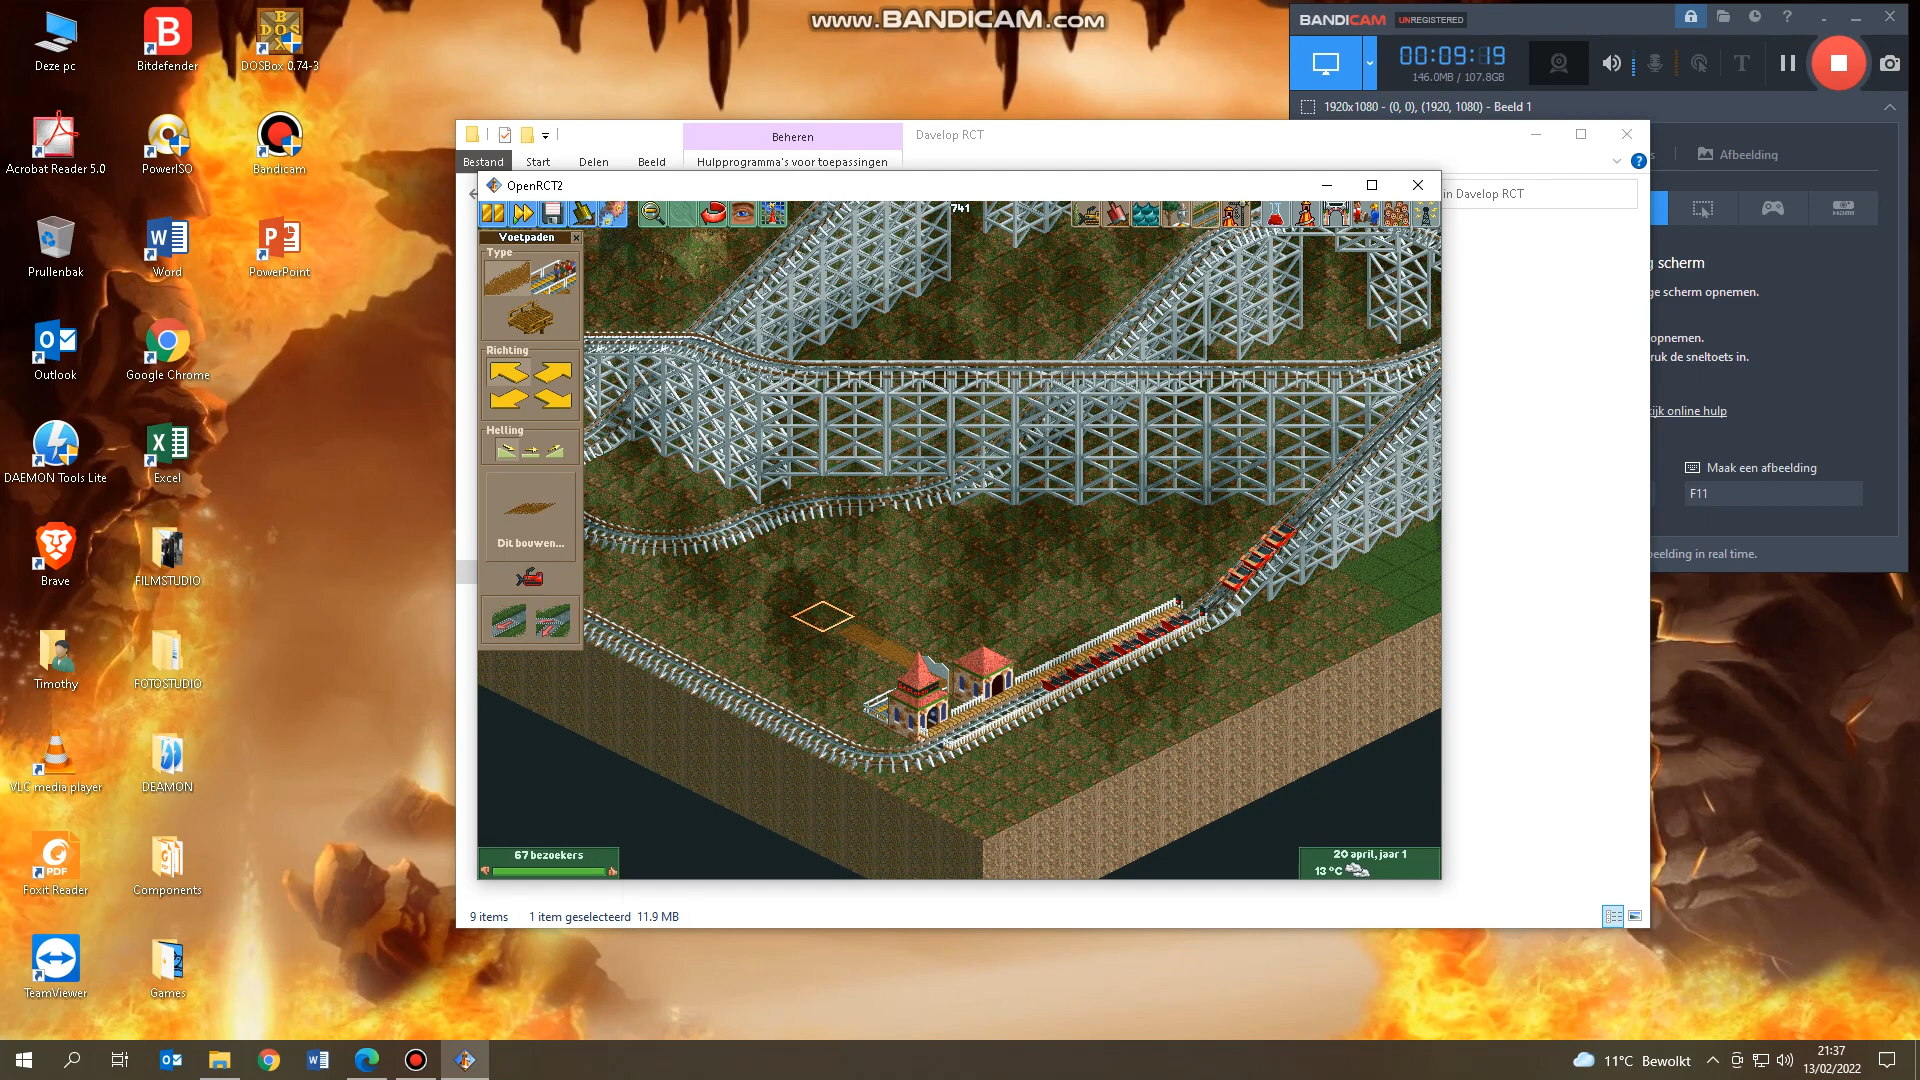 www.BANDICAM.com
BANDICAM UNREGISTERED
00:09:19
146.0MB / 107.8GB
1920x1080 - (0, 0), (1920, 1080) - Beeld 1
Afbeelding
scherm
ge scherm opnemen.
opnemen.
ruk de sneltoets in.
ijk online hulp
Maak een afbeelding
F11
beelding in real time.
Deze pc
Bitdefender
DOSBox 0.74-3
Acrobat Reader 5.0
PowerISO
Bandicam
Prullenbak
Word
PowerPoint
Outlook
Google Chrome
DAEMON Tools Lite
Excel
Brave
FILMSTUDIO
Timothy
FOTOSTUDIO
VLC media player
DEAMON
Foxit Reader
Components
TeamViewer
Games
Beheren
Davelop RCT
Bestand
Start
Delen
Beeld
Hulpprogramma's voor toepassingen
in Davelop RCT
OpenRCT2
741
Voetpaden
Type
Richting
Helling
Dit bouwen...
67 bezoekers
20 april, jaar 1
13 °C
9 items
1 item geselecteerd 11.9 MB
11°C Bewolkt
21:37
13/02/2022